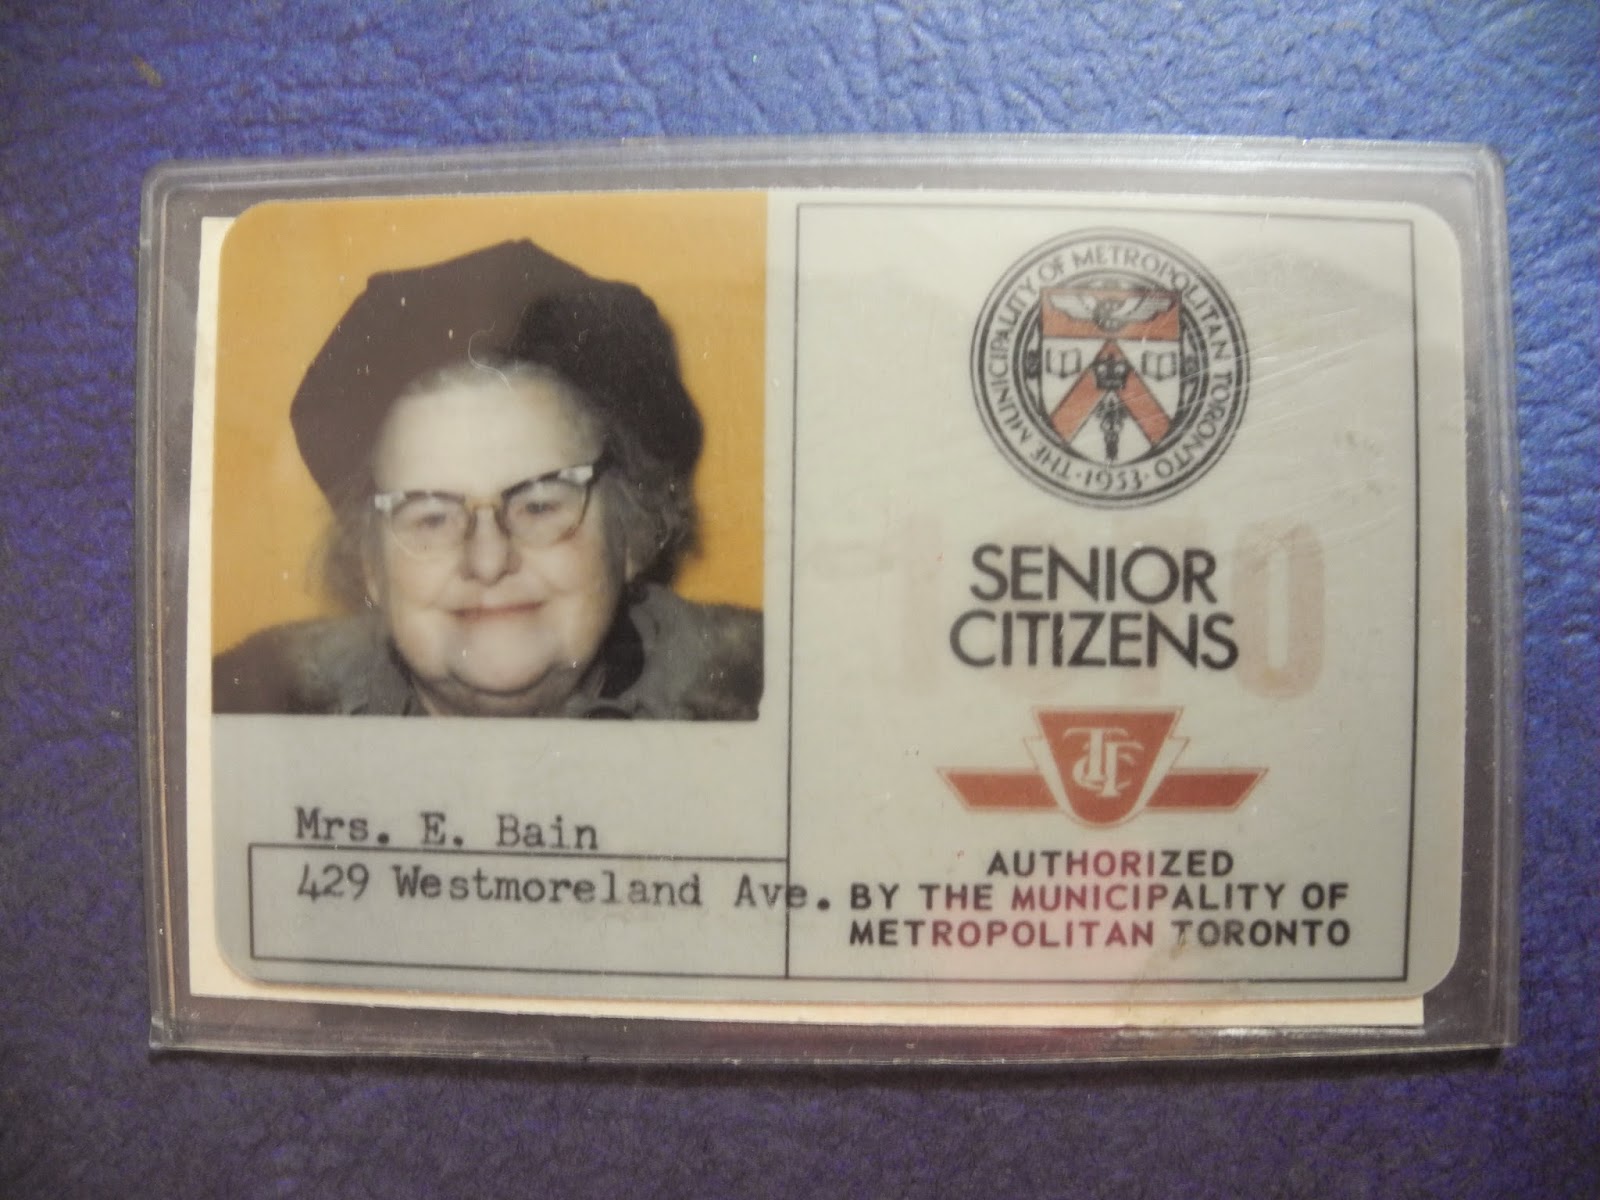 THE MUNICIPALITY OF METROPOLITAN TORONTO · 1953 ·
SENIOR
CITIZENS
TTC
AUTHORIZED
BY THE MUNICIPALITY OF
METROPOLITAN TORONTO
Mrs. E. Bain
429 Westmoreland Ave.